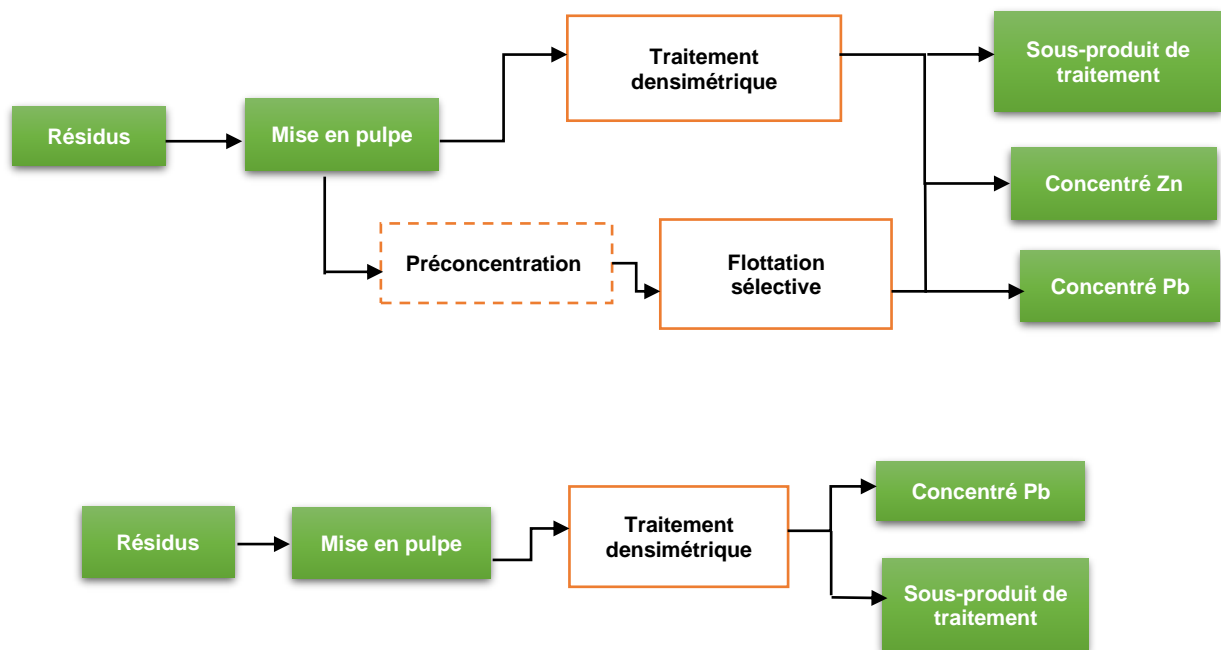 Traitement
densimétrique
Sous-produit de
traitement
Résidus
Mise en pulpe
Concentré Zn
Préconcentration
Flottation
sélective
Concentré Pb
Concentré Pb
Résidus
Mise en pulpe
Traitement
densimétrique
Sous-produit de
traitement